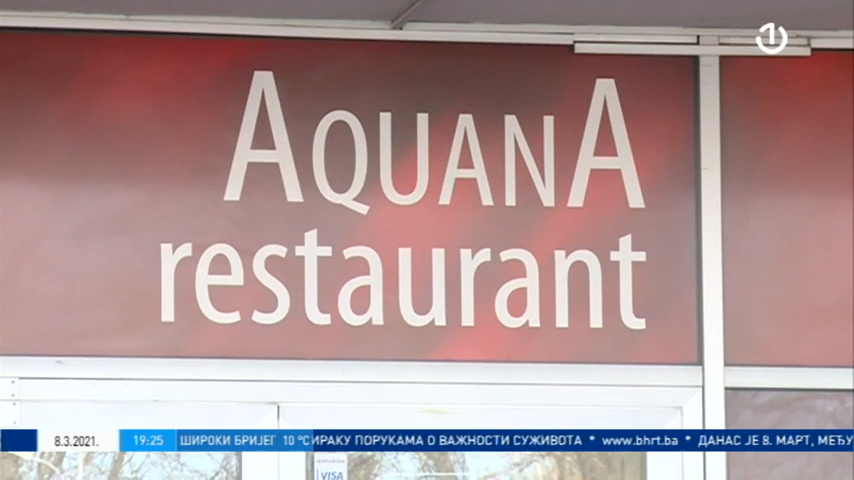 AQUANA
restaurant
8.3.2021. 19:25 ШИРОКИ БРИЈЕГ 10 °C ИРАКУ ПОРУКАМА О ВАЖНОСТИ СУЖИВОТА * www.bhrt.ba * ДАНАС ЈЕ 8. МАРТ, МЕЂУ
VISA